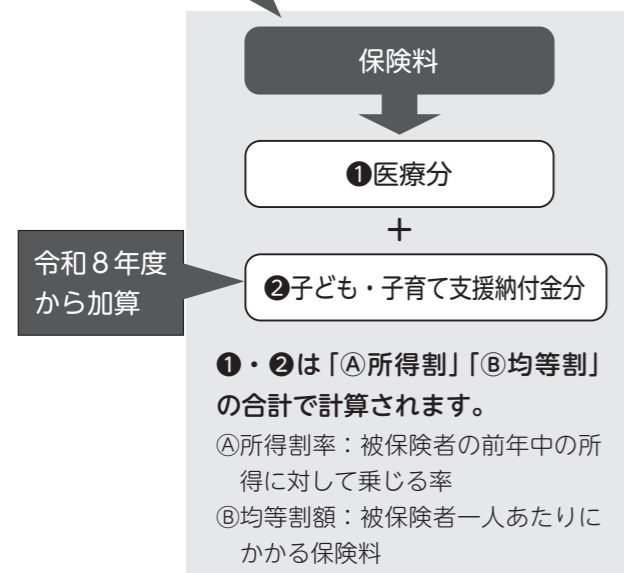 保険料
❶医療分
＋
令和８年度
から加算
❷子ども・子育て支援納付金分
❶・❷は「Ⓐ所得割」「Ⓑ均等割」
の合計で計算されます。
Ⓐ所得割率：被保険者の前年中の所
得に対して乗じる率
Ⓑ均等割額：被保険者一人あたりに
かかる保険料